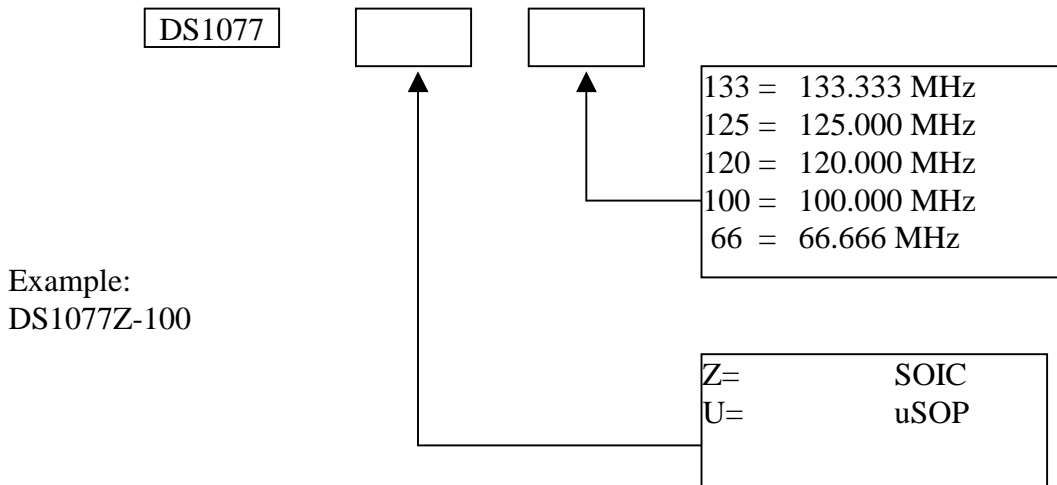 DS1077
133 = 133.333 MHz
125 = 125.000 MHz
120 = 120.000 MHz
100 = 100.000 MHz
66 = 66.666 MHz
Example:
DS1077Z-100
Z= SOIC
U= uSOP